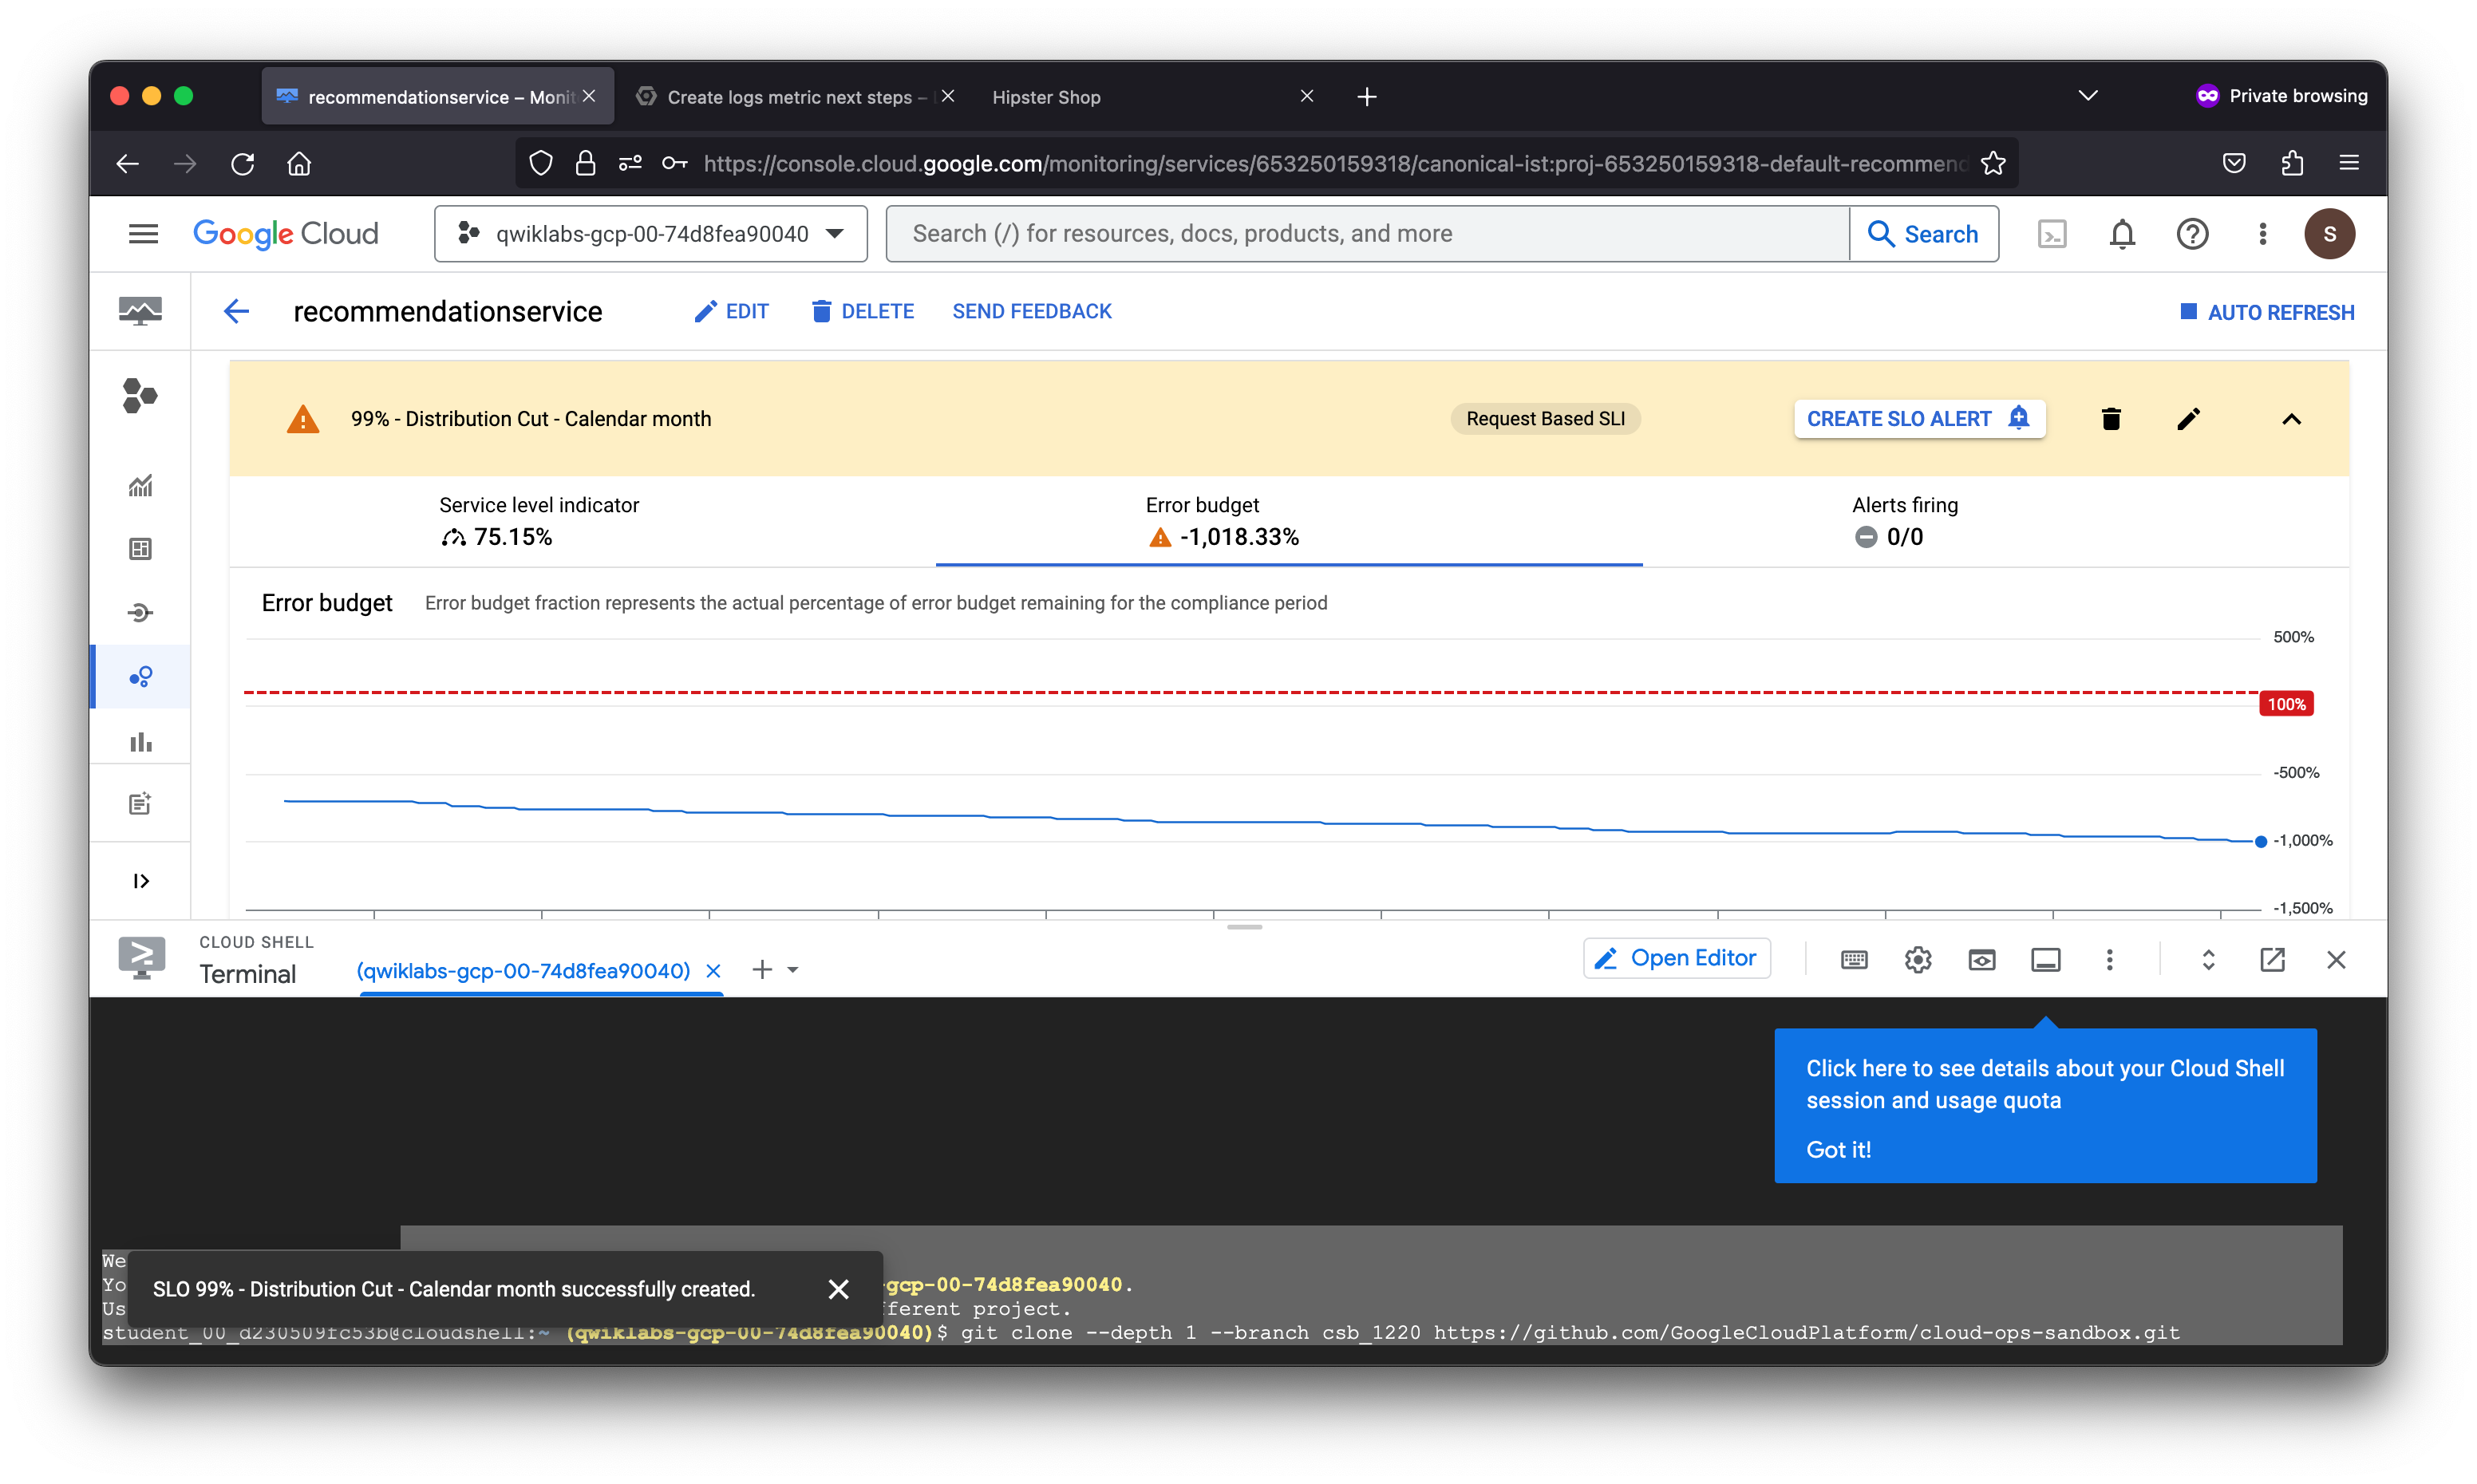 recommendationservice – Monit
Create logs metric next steps –
Hipster Shop
Private browsing
https://console.cloud.google.com/monitoring/services/653250159318/canonical-ist:proj-653250159318-default-recommend
Google Cloud
qwiklabs-gcp-00-74d8fea90040
Search (/) for resources, docs, products, and more
Search
S
recommendationservice
EDIT
DELETE
SEND FEEDBACK
AUTO REFRESH
99% - Distribution Cut - Calendar month
Request Based SLI
CREATE SLO ALERT
Service level indicator
75.15%
Error budget
-1,018.33%
Alerts firing
0/0
Error budget
Error budget fraction represents the actual percentage of error budget remaining for the compliance period
500%
100%
-500%
-1,000%
-1,500%
CLOUD SHELL
Terminal
(qwiklabs-gcp-00-74d8fea90040)
Open Editor
Click here to see details about your Cloud Shell
session and usage quota
Got it!
We
Yo -gcp-00-74d8fea90040.
Us fferent project.
SLO 99% - Distribution Cut - Calendar month successfully created.
student_00_d230509fc53b@cloudshell:~ (qwiklabs-gcp-00-74d8fea90040)$ git clone --depth 1 --branch csb_1220 https://github.com/GoogleCloudPlatform/cloud-ops-sandbox.git